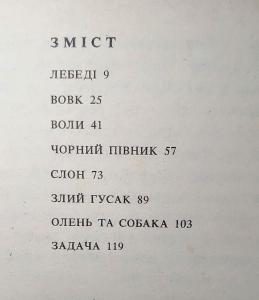 ЗМІСТ
ЛЕБЕДІ 9
ВОВК 25
ВОЛИ 41
ЧОРНИЙ ПІВНИК 57
СЛОН 73
ЗЛИЙ ГУСАК 89
ОЛЕНЬ ТА СОБАКА 103
ЗАДАЧА 119